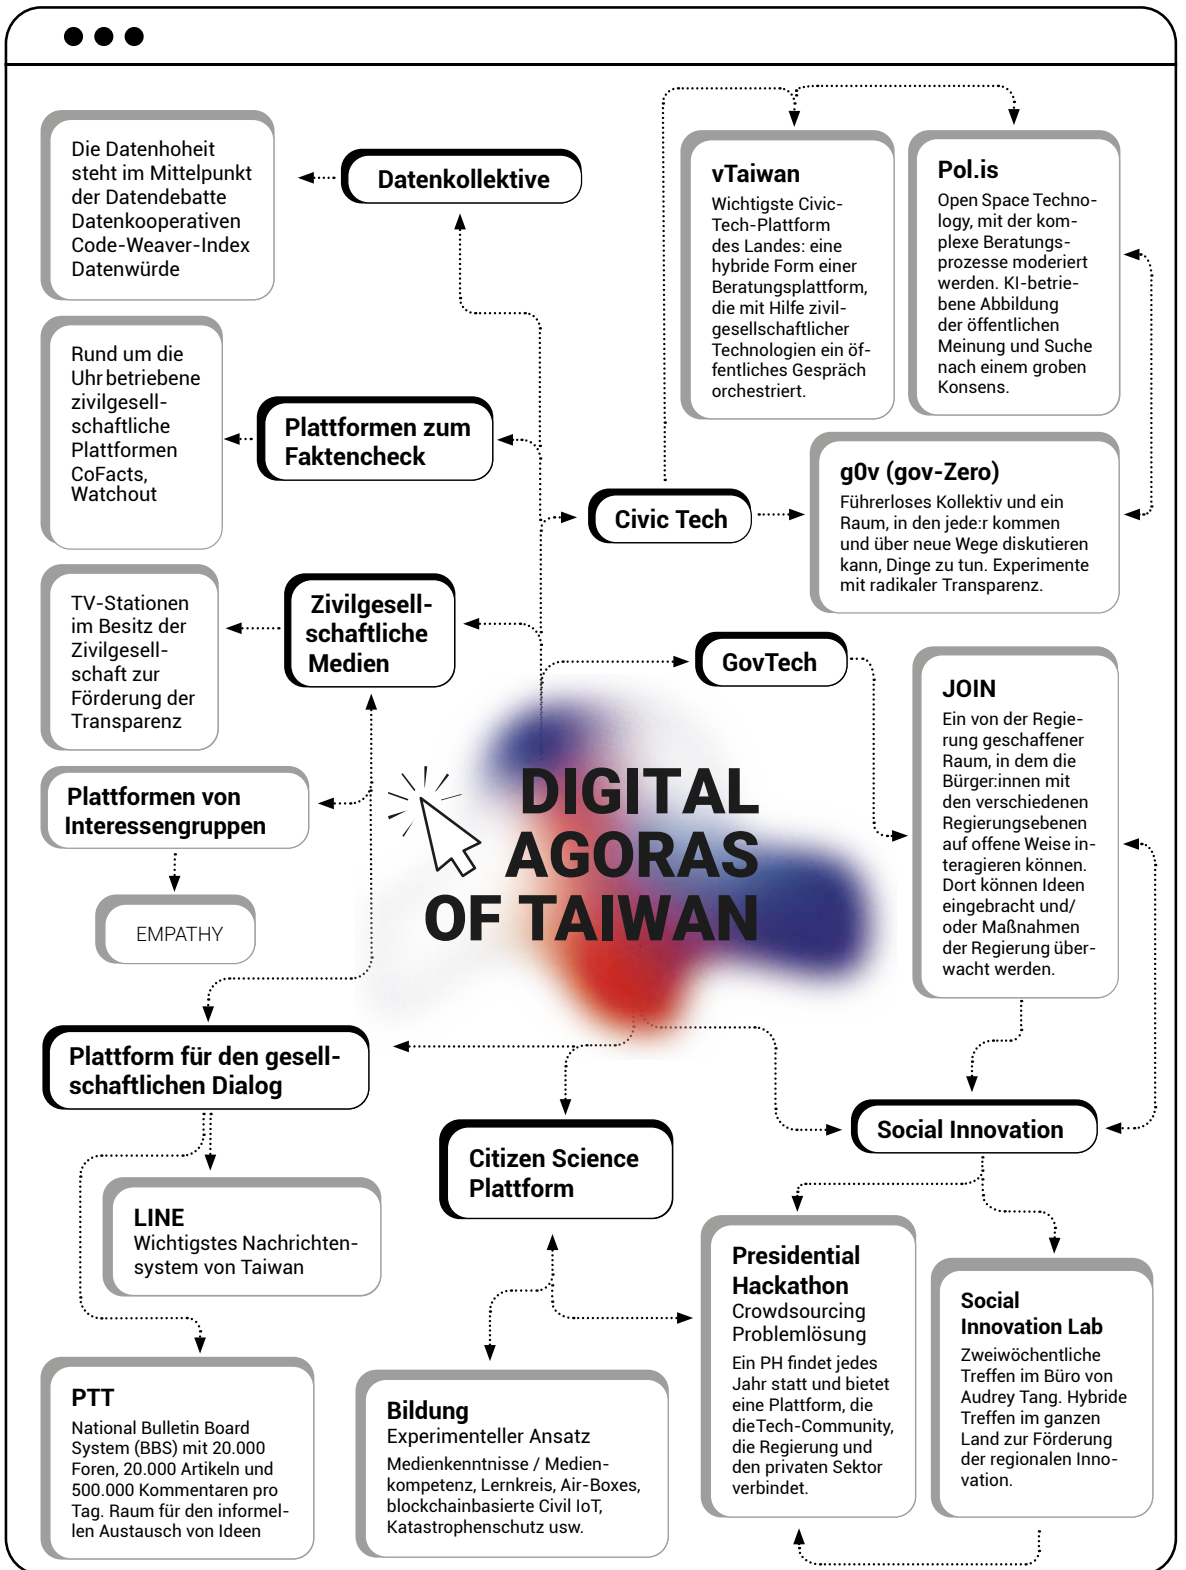 Die Datenhoheit
steht im Mittelpunkt
der Datendebatte
Datenkooperativen
Code-Weaver-Index
Datenwürde
Datenkollektive
vTaiwan
Wichtigste Civic-
Tech-Plattform
des Landes: eine
hybride Form einer
Beratungsplattform,
die mit Hilfe zivil-
gesellschaftlicher
Technologien ein öf-
fentliches Gespräch
orchestriert.
Pol.is
Open Space Techno-
logy, mit der kom-
plexe Beratungs-
prozesse moderiert
werden. KI-betrie-
bene Abbildung
der öffentlichen
Meinung und Suche
nach einem groben
Konsens.
Rund um die
Uhr betriebene
zivilgesell-
schaftliche
Plattformen
CoFacts,
Watchout
Plattformen zum
Faktencheck
Civic Tech
g0v (gov-Zero)
Führerloses Kollektiv und ein
Raum, in den jede:r kommen
und über neue Wege diskutieren
kann, Dinge zu tun. Experimente
mit radikaler Transparenz.
TV-Stationen
im Besitz der
Zivilgesell-
schaft zur
Förderung der
Transparenz
Zivilgesell-
schaftliche
Medien
GovTech
JOIN
Ein von der Regie-
rung geschaffener
Raum, in dem die
Bürger:innen mit
den verschiedenen
Regierungsebenen
auf offene Weise in-
teragieren können.
Dort können Ideen
eingebracht und/
oder Maßnahmen
der Regierung über-
wacht werden.
Plattformen von
Interessengruppen
EMPATHY
DIGITAL
AGORAS
OF TAIWAN
Plattform für den gesell-
schaftlichen Dialog
Citizen Science
Plattform
Social Innovation
LINE
Wichtigstes Nachrichten-
system von Taiwan
Presidential
Hackathon
Crowdsourcing
Problemlösung
Ein PH findet jedes
Jahr statt und bietet
eine Plattform, die
dieTech-Community,
die Regierung und
den privaten Sektor
verbindet.
Social
Innovation Lab
Zweiwöchentliche
Treffen im Büro von
Audrey Tang. Hybride
Treffen im ganzen
Land zur Förderung
der regionalen Inno-
vation.
PTT
National Bulletin Board
System (BBS) mit 20.000
Foren, 20.000 Artikeln und
500.000 Kommentaren pro
Tag. Raum für den informel-
len Austausch von Ideen
Bildung
Experimenteller Ansatz
Medienkenntnisse / Medien-
kompetenz, Lernkreis, Air-Boxes,
blockchainbasierte Civil IoT,
Katastrophenschutz usw.